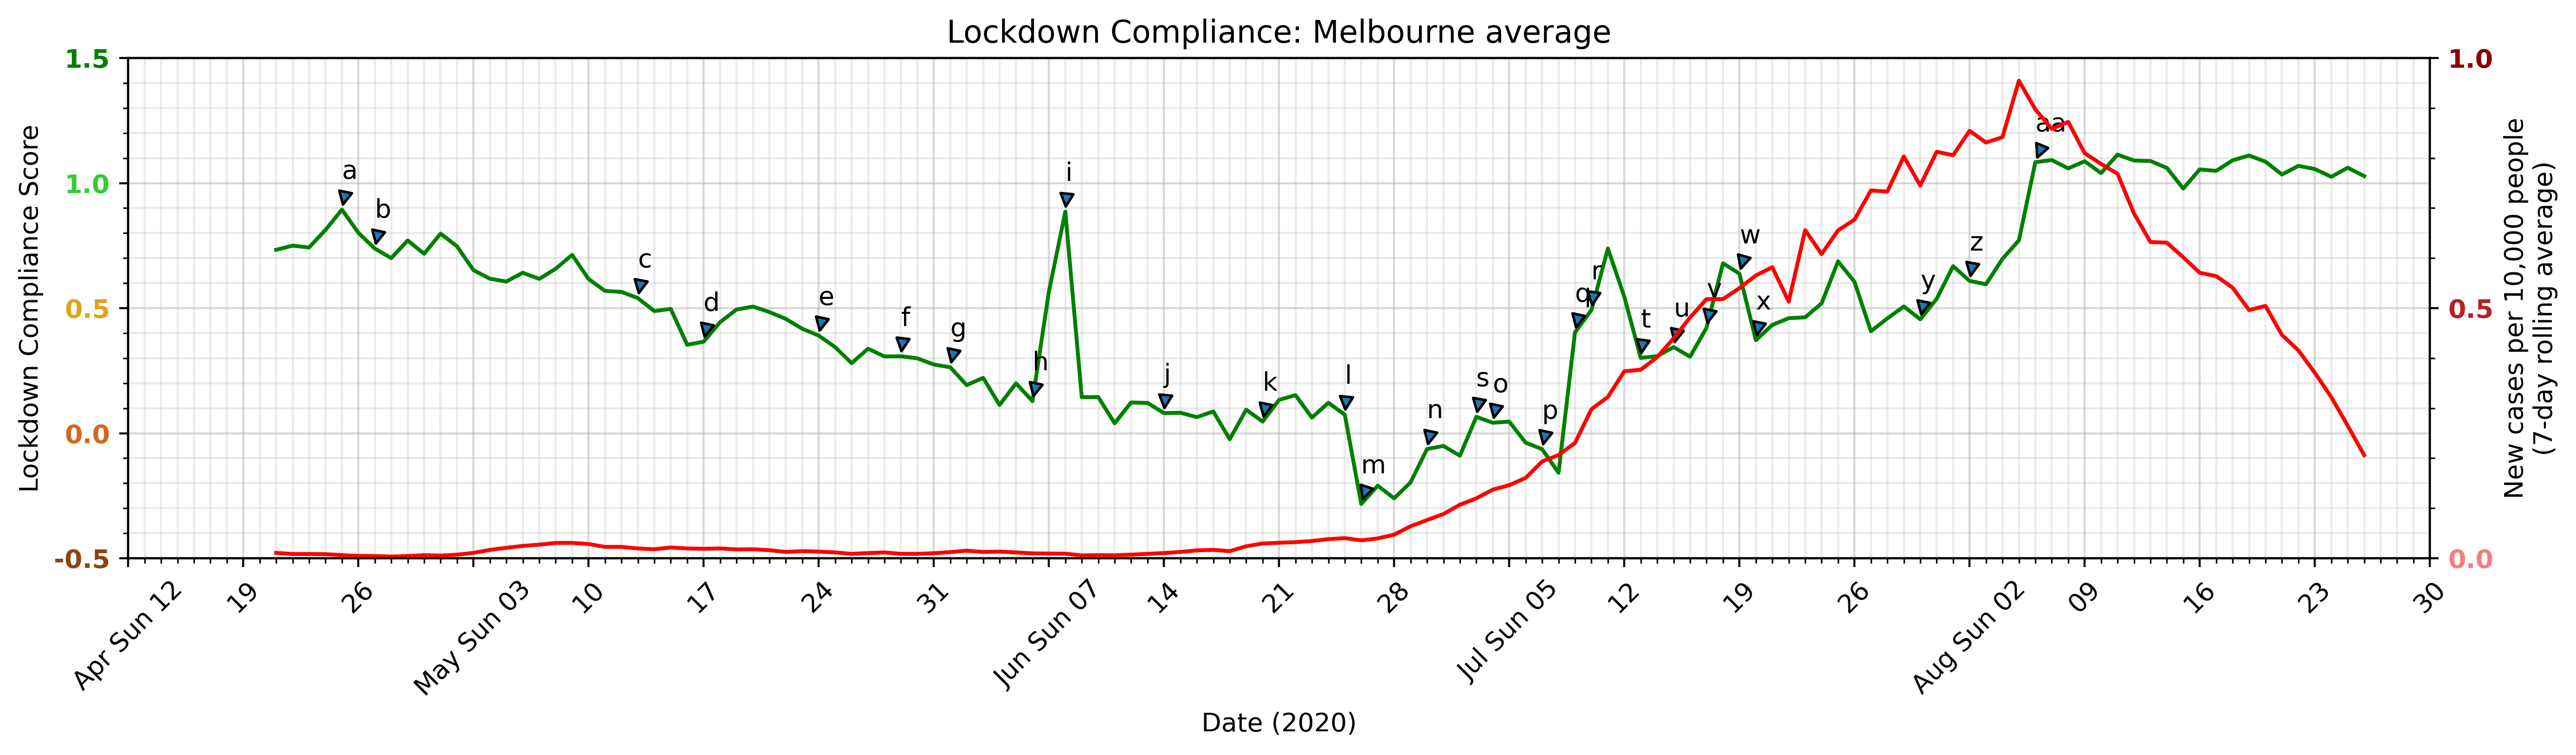 Lockdown Compliance: Melbourne average
Lockdown Compliance Score
1.5
1.0
0.5
0.0
-0.5
1.0
0.5
0.0
New cases per 10,000 people
(7-day rolling average)
a
b
c
d
e
f
g
h
i
j
k
l
m
n
s
o
p
q
r
t
u
v
w
x
y
z
aa
Apr Sun 12
19
26
May Sun 03
10
17
24
31
Jun Sun 07
14
21
28
Jul Sun 05
12
19
26
Aug Sun 02
09
16
23
30
Date (2020)